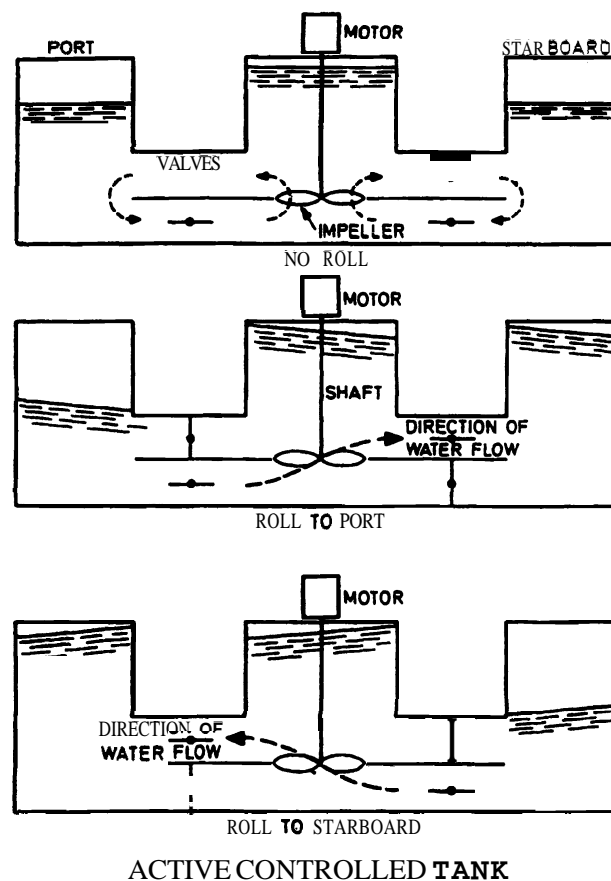 MOTOR
PORT
STARBOARD
VALVES
IMPELLER
NO ROLL
MOTOR
SHAFT
DIRECTION OF
WATER FLOW
ROLL TO PORT
MOTOR
DIRECTION OF
WATER FLOW
ROLL TO STARBOARD
ACTIVE CONTROLLED TANK